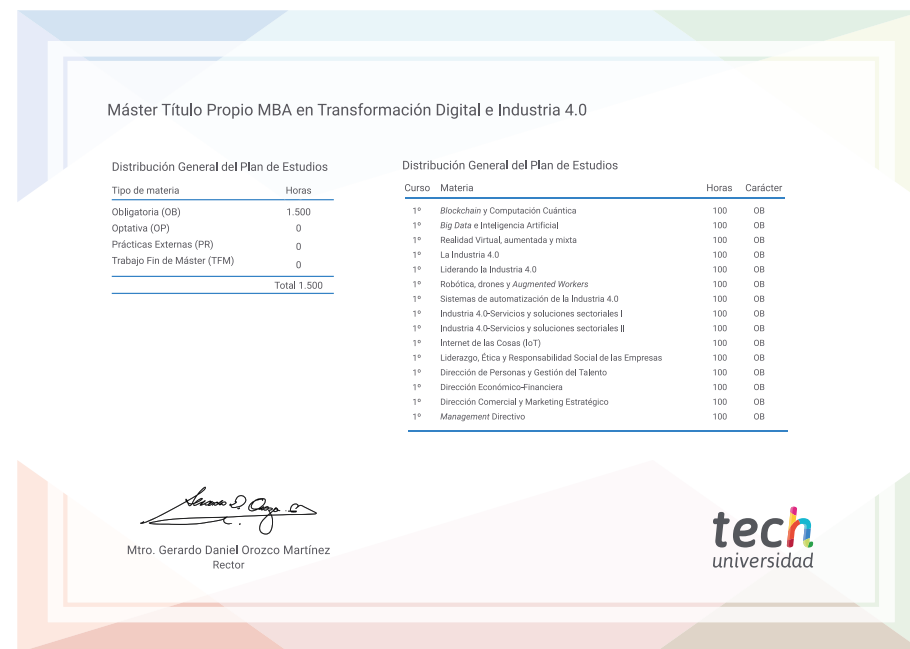 Máster Título Propio MBA en Transformación Digital e Industria 4.0
Distribución General del Plan de Estudios
Tipo de materia Horas
Obligatoria (OB) 1.500
Optativa (OP) 0
Prácticas Externas (PR) 0
Trabajo Fin de Máster (TFM) 0
Total 1.500
Distribución General del Plan de Estudios
Curso Materia Horas Carácter
1º Blockchain y Computación Cuántica 100 OB
1º Big Data e Inteligencia Artificial 100 OB
1º Realidad Virtual, aumentada y mixta 100 OB
1º La Industria 4.0 100 OB
1º Liderando la Industria 4.0 100 OB
1º Robótica, drones y Augmented Workers 100 OB
1º Sistemas de automatización de la Industria 4.0 100 OB
1º Industria 4.0-Servicios y soluciones sectoriales I 100 OB
1º Industria 4.0-Servicios y soluciones sectoriales II 100 OB
1º Internet de las Cosas (IoT) 100 OB
1º Liderazgo, Ética y Responsabilidad Social de las Empresas 100 OB
1º Dirección de Personas y Gestión del Talento 100 OB
1º Dirección Económico-Financiera 100 OB
1º Dirección Comercial y Marketing Estratégico 100 OB
1º Management Directivo 100 OB
Mtro. Gerardo Daniel Orozco Martínez
Rector
tech
universidad